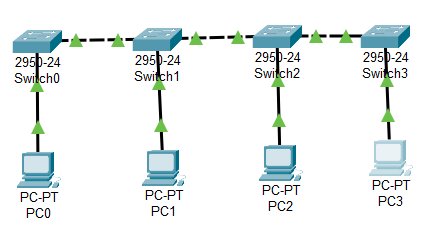 2950-24
Switch0
2950-24
Switch1
2950-24
Switch2
2950-24
Switch3
PC-PT
PC0
PC-PT
PC1
PC-PT
PC2
PC-PT
PC3